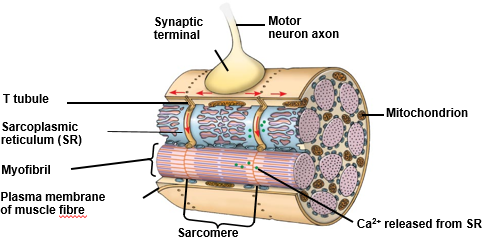 Synaptic
terminal
Motor
neuron axon
T tubule
Sarcoplasmic
reticulum (SR)
Mitochondrion
Myofibril
Plasma membrane
of muscle fibre
Sarcomere
Ca²⁺ released from SR